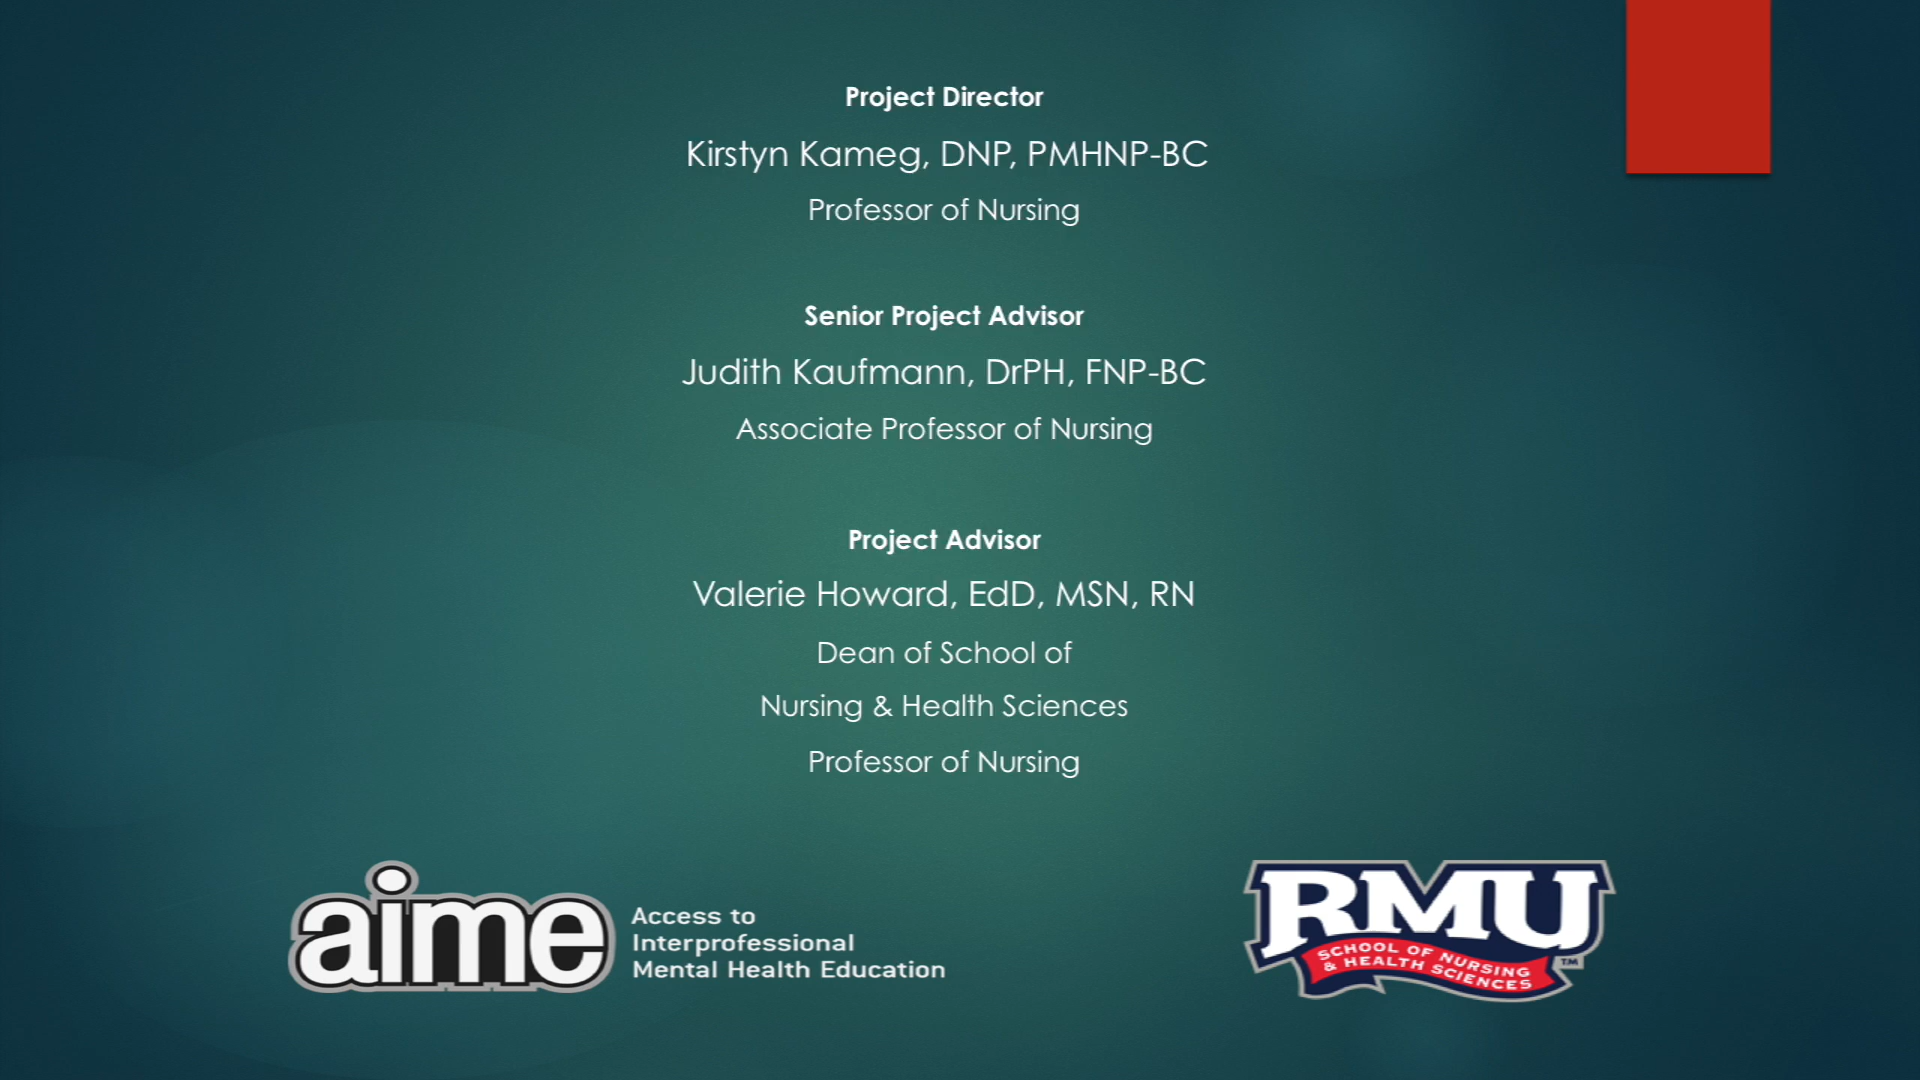 Project Director
Kirstyn Kameg, DNP, PMHNP-BC
Professor of Nursing
Senior Project Advisor
Judith Kaufmann, DrPH, FNP-BC
Associate Professor of Nursing
Project Advisor
Valerie Howard, EdD, MSN, RN
Dean of School of
Nursing & Health Sciences
Professor of Nursing
aime
Access to
Interprofessional
Mental Health Education
RMU
SCHOOL OF NURSING
& HEALTH SCIENCES
TM